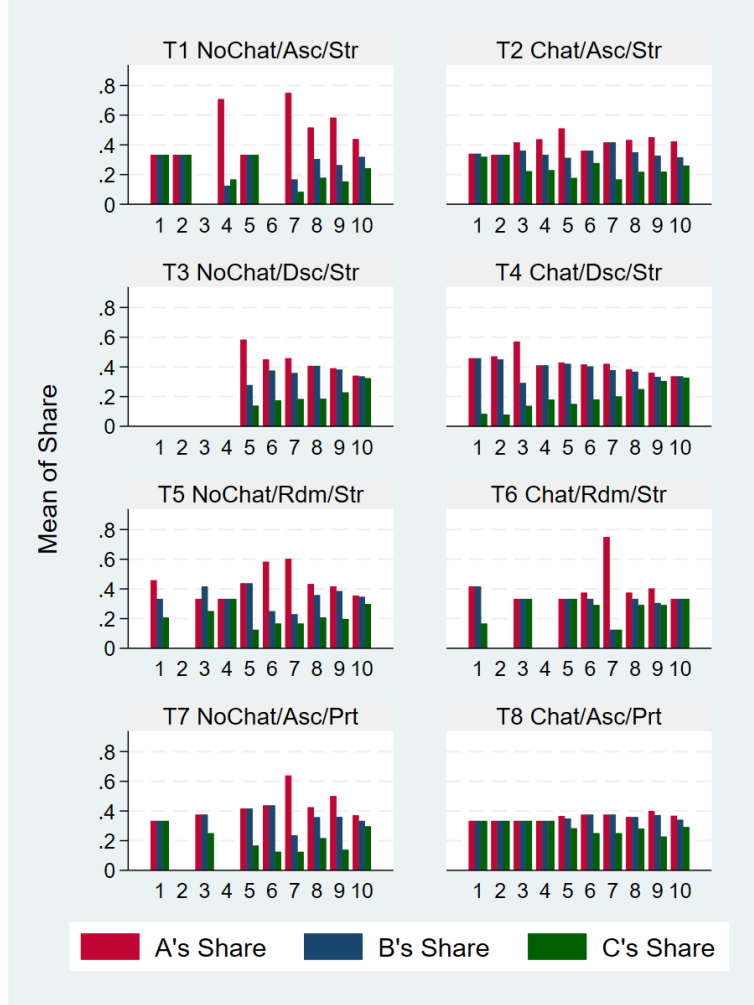 T1 NoChat/Asc/Str T2 Chat/Asc/Str
.8
.6
.4
.2
0
1 2 3 4 5 6 7 8 9 10 1 2 3 4 5 6 7 8 9 10
T3 NoChat/Dsc/Str T4 Chat/Dsc/Str
.8
.6
.4
.2
0
1 2 3 4 5 6 7 8 9 10 1 2 3 4 5 6 7 8 9 10
Mean of Share
T5 NoChat/Rdm/Str T6 Chat/Rdm/Str
.8
.6
.4
.2
0
1 2 3 4 5 6 7 8 9 10 1 2 3 4 5 6 7 8 9 10
T7 NoChat/Asc/Prt T8 Chat/Asc/Prt
.8
.6
.4
.2
0
1 2 3 4 5 6 7 8 9 10 1 2 3 4 5 6 7 8 9 10
A's Share B's Share C's Share